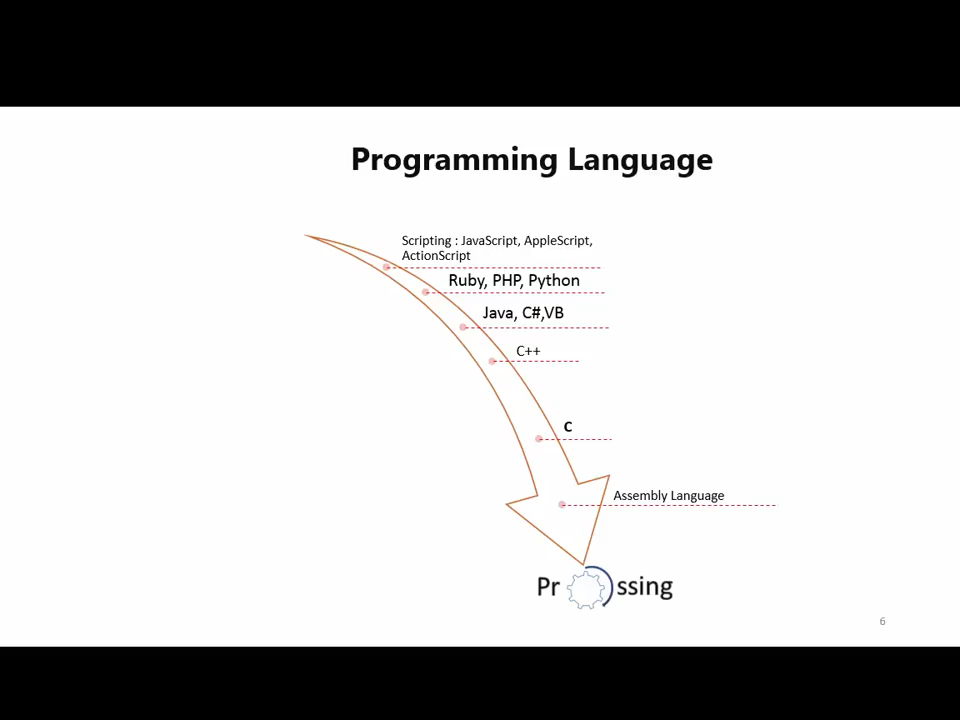 Programming Language
Scripting : JavaScript, AppleScript,
ActionScript
Ruby, PHP, Python
Java, C#,VB
C++
C
Assembly Language
Pr ssing
6